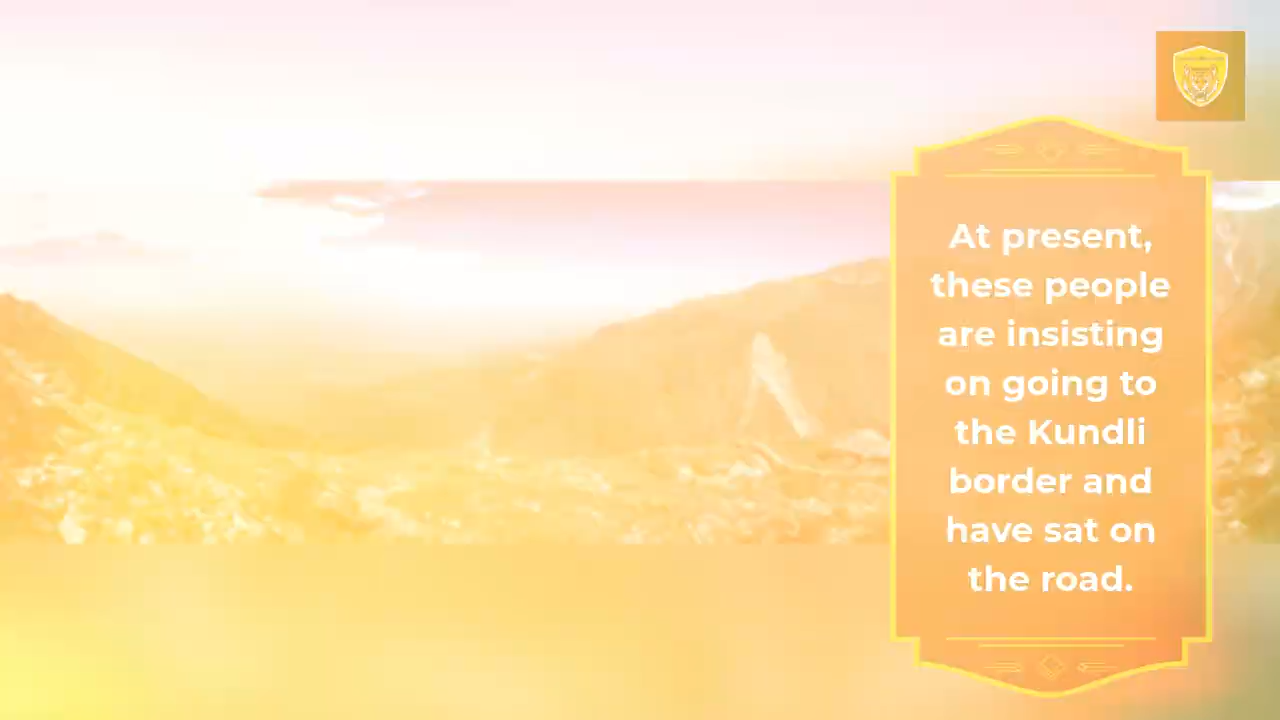 At present,
these people
are insisting
on going to
the Kundli
border and
have sat on
the road.